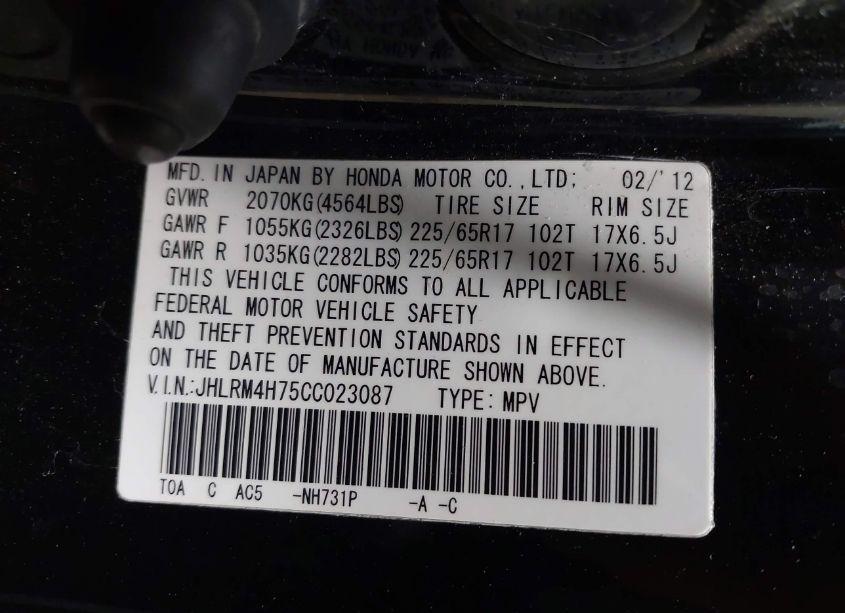 MFD. IN JAPAN BY HONDA MOTOR CO.,LTD; 02/'12
GVWR 2070KG(4564LBS) TIRE SIZE RIM SIZE
GAWR F 1055KG(2326LBS) 225/65R17 102T 17X6.5J
GAWR R 1035KG(2282LBS) 225/65R17 102T 17X6.5J
THIS VEHICLE CONFORMS TO ALL APPLICABLE
FEDERAL MOTOR VEHICLE SAFETY
AND THEFT PREVENTION STANDARDS IN EFFECT
ON THE DATE OF MANUFACTURE SHOWN ABOVE.
V.I.N.:JHLRM4H75CC023087 TYPE: MPV
TOA C AC5 -NH731P -A -C